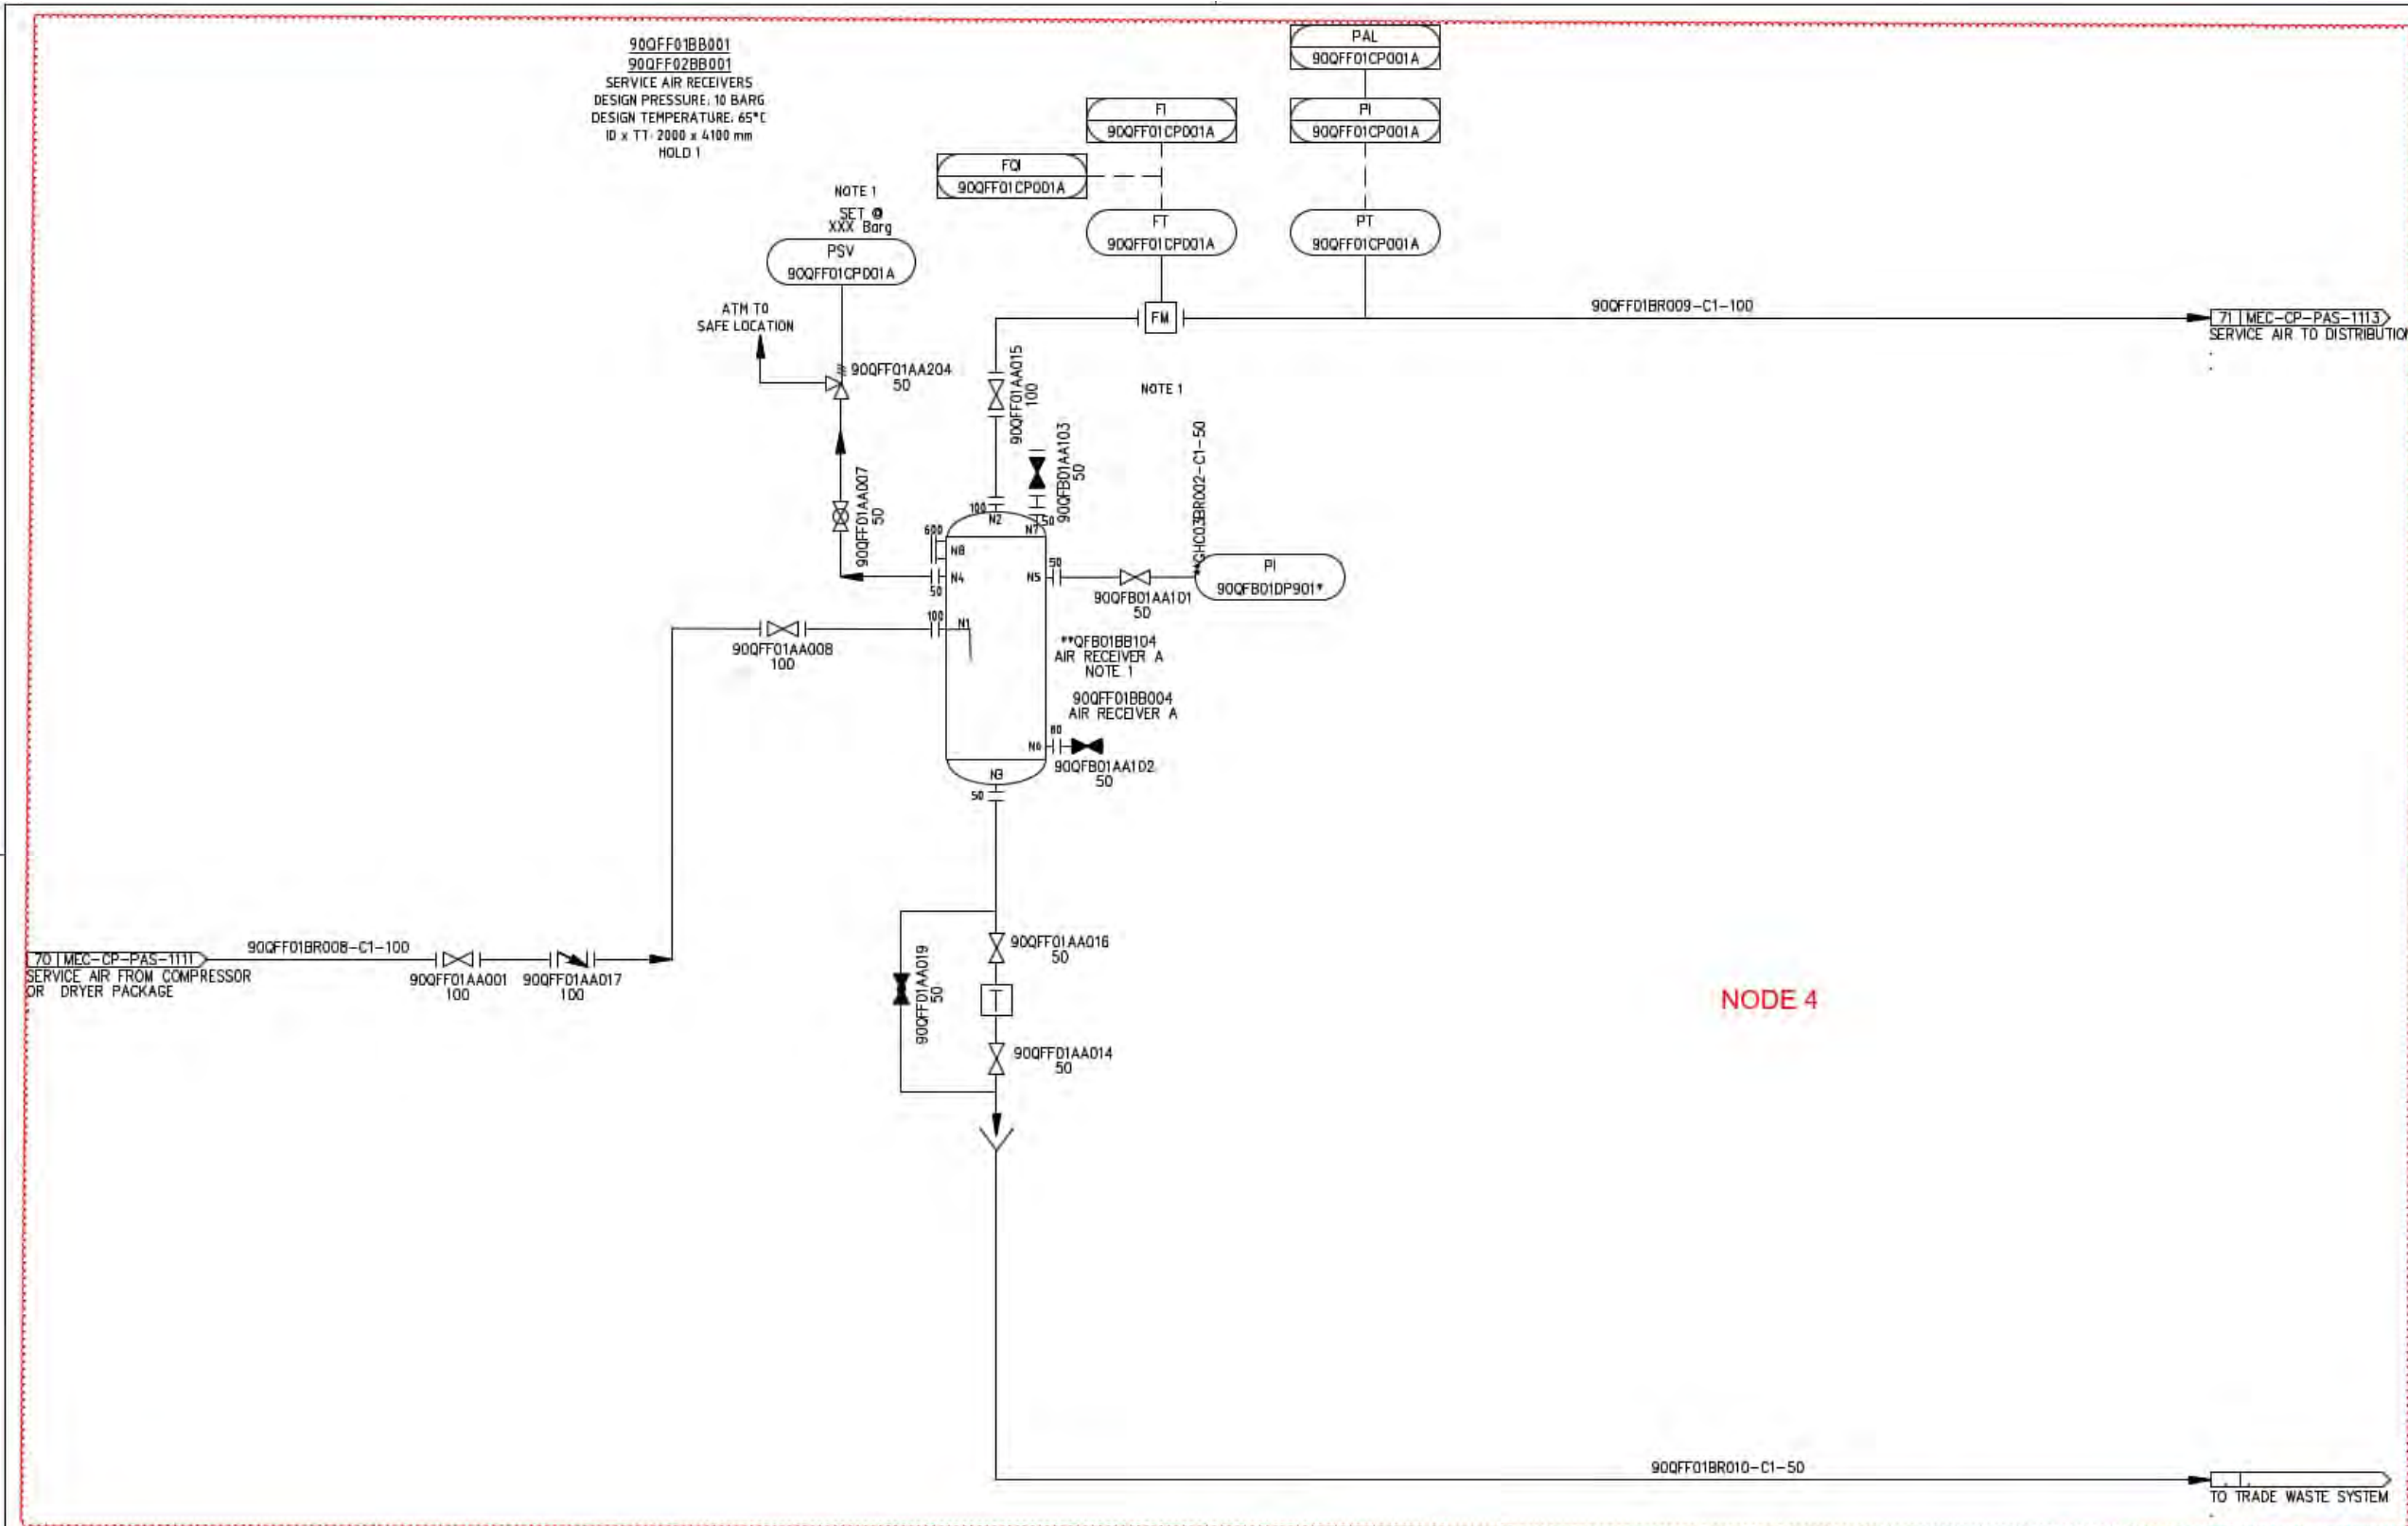 90QFF01BB001
90QFF02BB001
SERVICE AIR RECEIVERS
DESIGN PRESSURE: 10 BARG
DESIGN TEMPERATURE: 65°C
ID x TT: 2000 x 4100 mm
HOLD 1
PAL
90QFF01CP001A
FI
90QFF01CP001A
PI
90QFF01CP001A
FQI
90QFF01CP001A
FT
90QFF01CP001A
PT
90QFF01CP001A
NOTE 1
SET @
XXX Barg
PSV
90QFF01CP001A
ATM TO
SAFE LOCATION
90QFF01AA204
50
FM
90QFF01BR009-C1-100
71 MEC-CP-PAS-1113
SERVICE AIR TO DISTRIBUTION
90QFF01AA015
100
NOTE 1
90QFB01AA103
50
**GHC03BR002-C1-50
90QFF01AA007
50
100
N2
N7
50
600
N8
N4
50
N5
50
90QFB01AA101
50
PI
90QFB01DP901*
100
N1
90QFF01AA008
100
**QFB01BB104
AIR RECEIVER A
NOTE 1
90QFF01BB004
AIR RECEIVER A
80
N6
90QFB01AA102
50
N3
50
70 MEC-CP-PAS-1111
SERVICE AIR FROM COMPRESSOR
OR DRYER PACKAGE
90QFF01BR008-C1-100
90QFF01AA001
100
90QFF01AA017
100
90QFF01AA019
50
90QFF01AA016
50
T
90QFF01AA014
50
NODE 4
90QFF01BR010-C1-50
TO TRADE WASTE SYSTEM